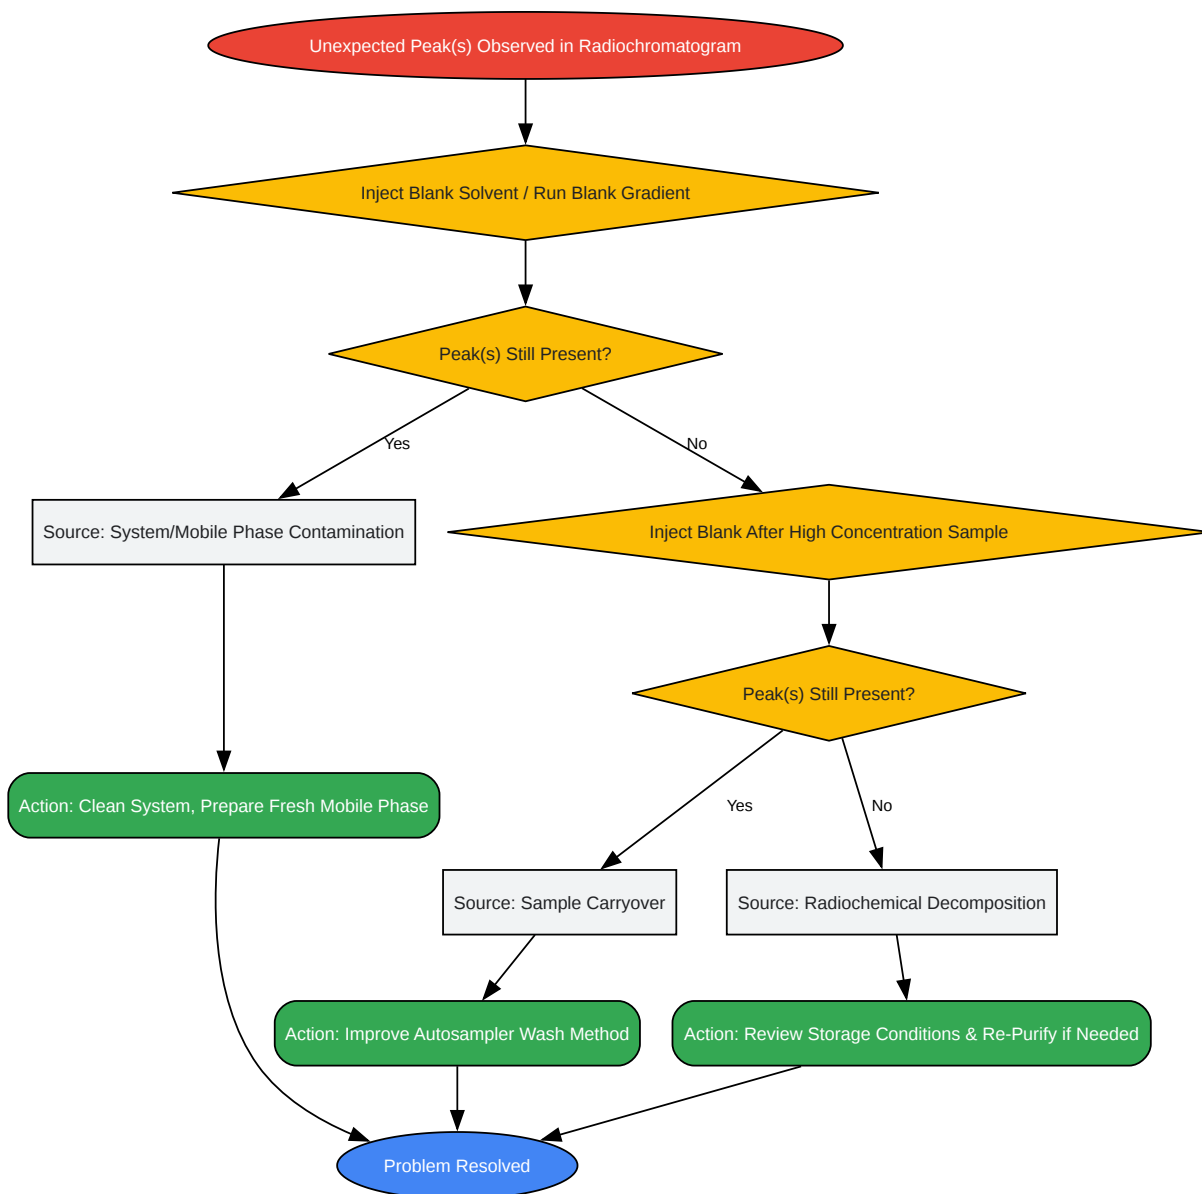 Unexpected Peak(s) Observed in Radiochromatogram
Inject Blank Solvent / Run Blank Gradient
Peak(s) Still Present?
Yes
No
Source: System/Mobile Phase Contamination
Inject Blank After High Concentration Sample
Peak(s) Still Present?
Action: Clean System, Prepare Fresh Mobile Phase
Yes
No
Source: Sample Carryover
Source: Radiochemical Decomposition
Action: Improve Autosampler Wash Method
Action: Review Storage Conditions & Re-Purify if Needed
Problem Resolved